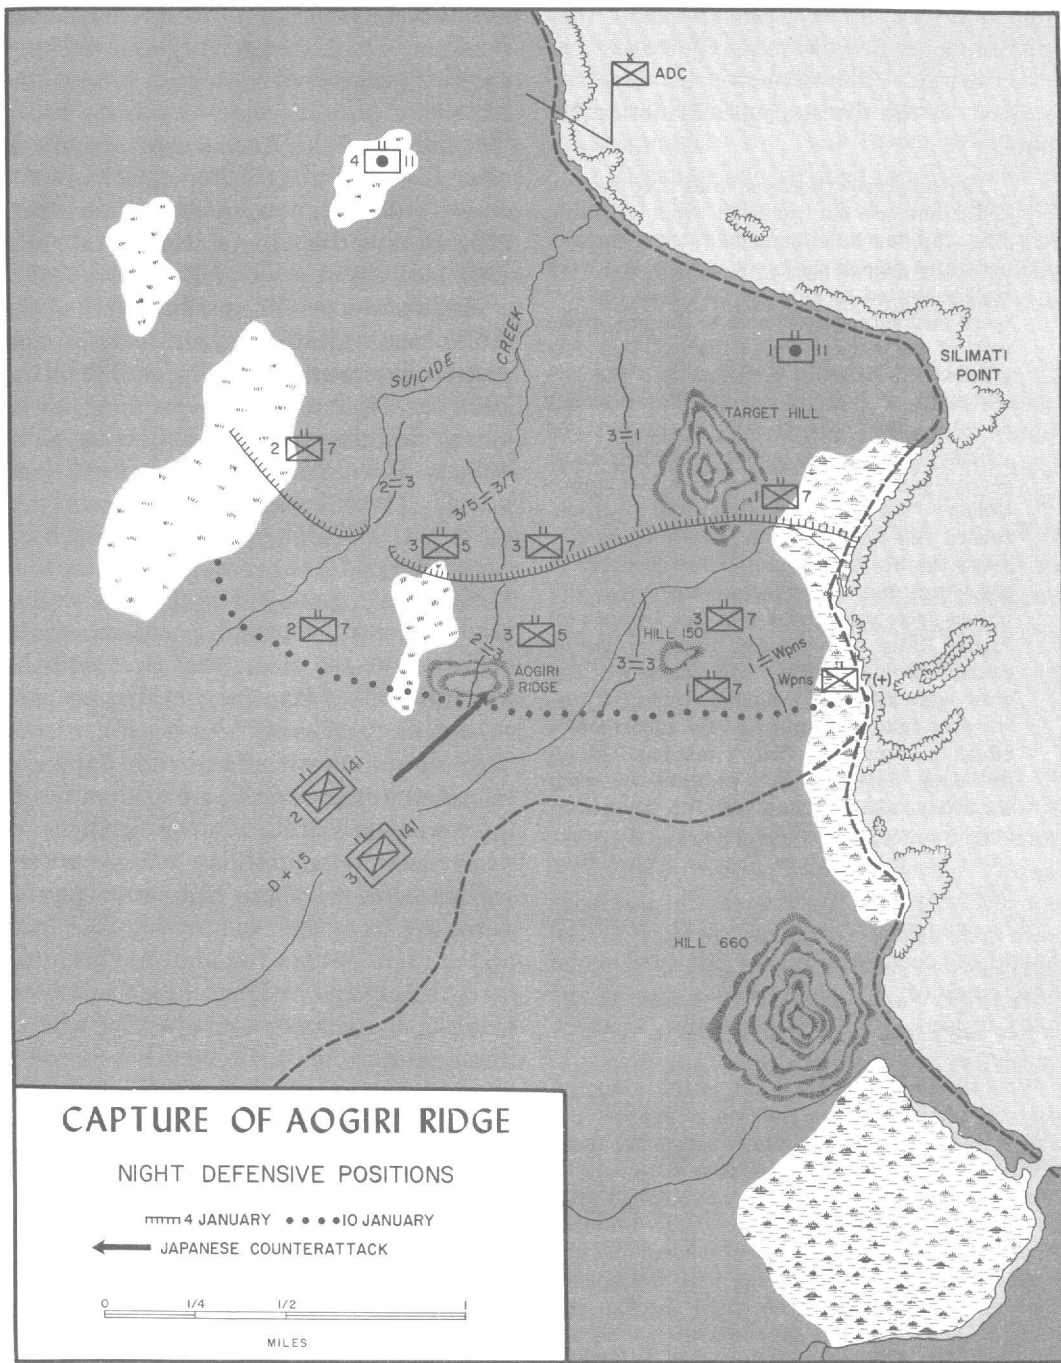 X
ADC
4 11
SUICIDE CREEK
1 11
SILIMATI
POINT
TARGET HILL
2 7
3=1
2=3
3/5=3/7
1 7
3 5
3 7
2 7
3 5
3 7
2=3
HILL 150
3=3
1=Wpns
AOGIRI
RIDGE
1 7
Wpns 7(+)
2 141
3 141
D + 15
HILL 660
CAPTURE OF AOGIRI RIDGE
NIGHT DEFENSIVE POSITIONS
4 JANUARY 10 JANUARY
JAPANESE COUNTERATTACK
0 1/4 1/2 1
MILES